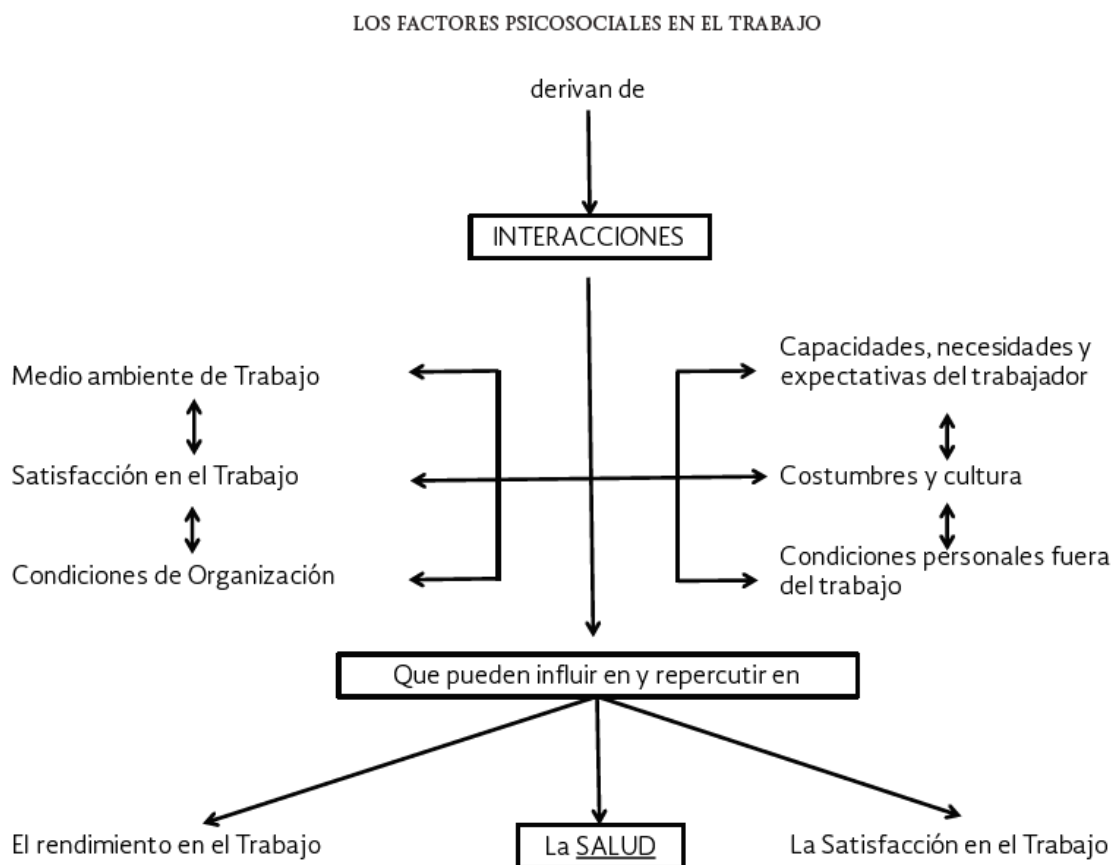 LOS FACTORES PSICOSOCIALES EN EL TRABAJO
derivan de
INTERACCIONES
Medio ambiente de Trabajo
Satisfacción en el Trabajo
Condiciones de Organización
Capacidades, necesidades y
expectativas del trabajador
Costumbres y cultura
Condiciones personales fuera
del trabajo
Que pueden influir en y repercutir en
El rendimiento en el Trabajo
La SALUD
La Satisfacción en el Trabajo